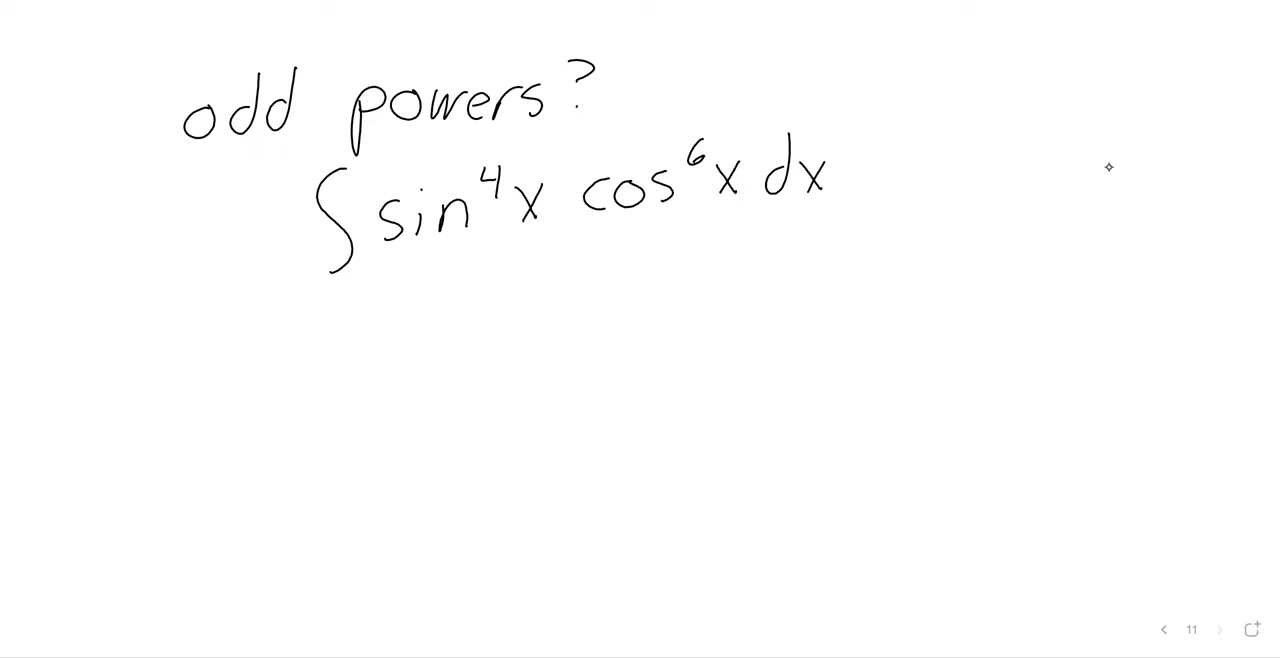 odd powers?
∫ sin⁴x cos⁶x dx
11